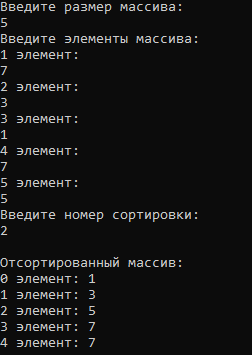 Введите размер массива:
5
Введите элементы массива:
1 элемент:
7
2 элемент:
3
3 элемент:
1
4 элемент:
7
5 элемент:
5
Введите номер сортировки:
2
Отсортированный массив:
0 элемент: 1
1 элемент: 3
2 элемент: 5
3 элемент: 7
4 элемент: 7